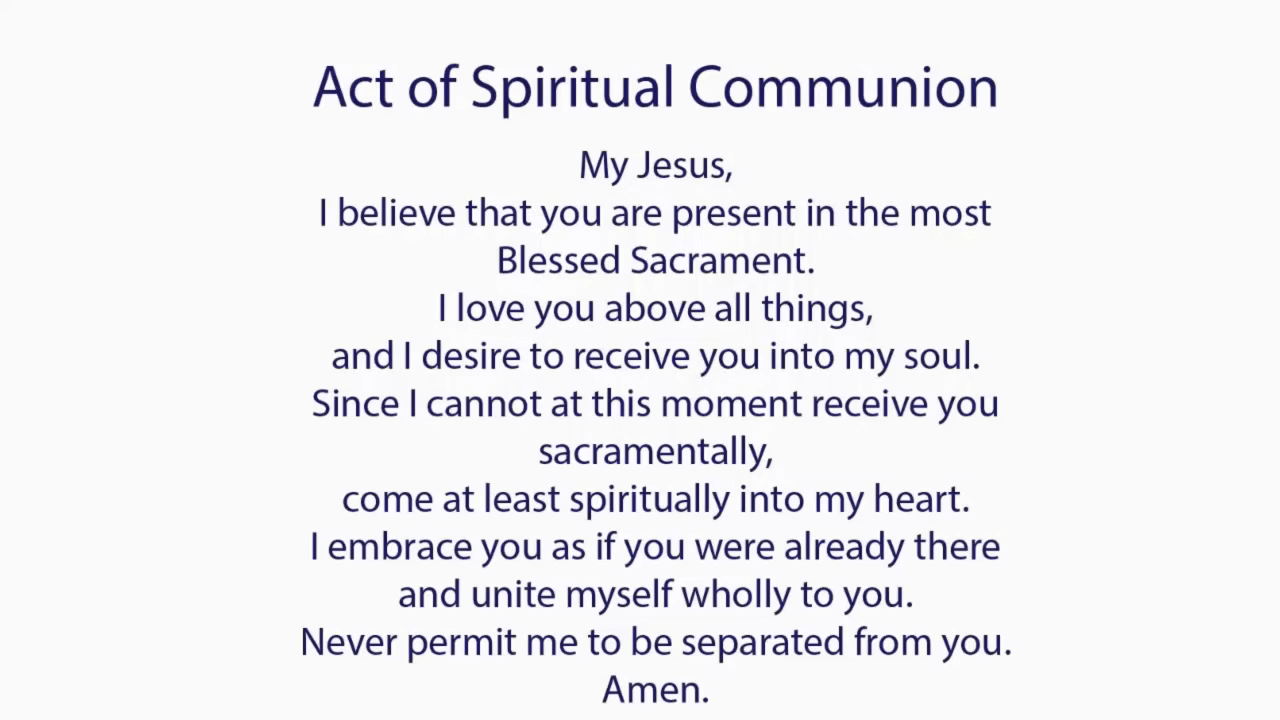 Act of Spiritual Communion
My Jesus,
I believe that you are present in the most
Blessed Sacrament.
I love you above all things,
and I desire to receive you into my soul.
Since I cannot at this moment receive you
sacramentally,
come at least spiritually into my heart.
I embrace you as if you were already there
and unite myself wholly to you.
Never permit me to be separated from you.
Amen.